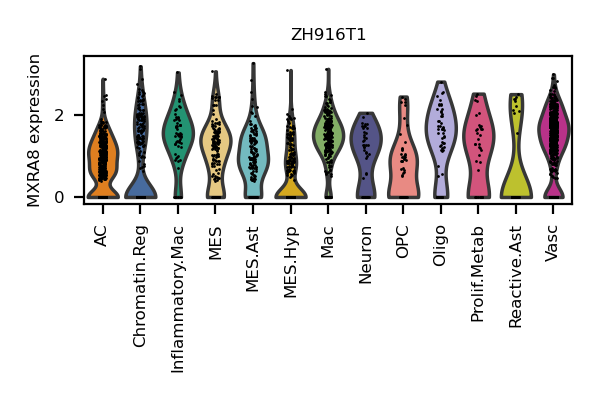 ZH916T1
MXRA8 expression
2
0
AC
Chromatin.Reg
Inflammatory.Mac
MES
MES.Ast
MES.Hyp
Mac
Neuron
OPC
Oligo
Prolif.Metab
Reactive.Ast
Vasc